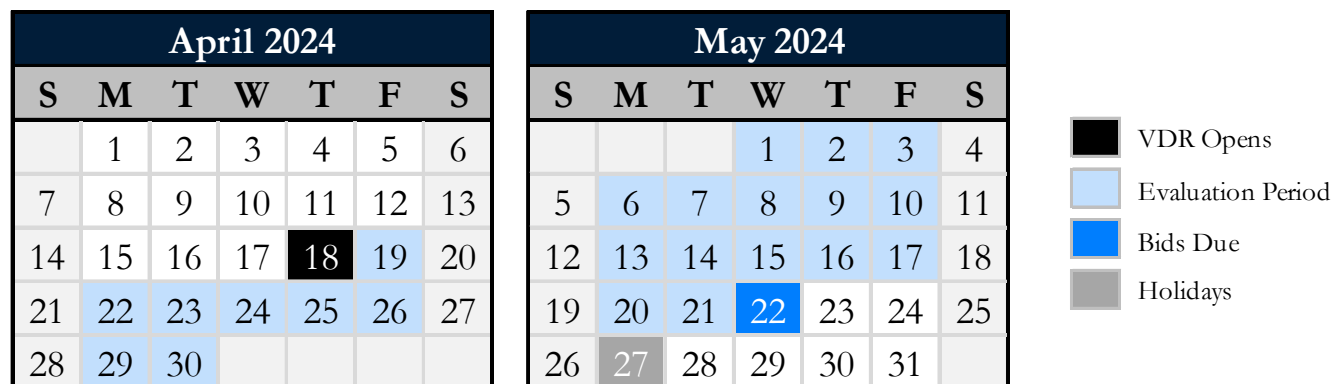 April 2024
S M T W T F S
1 2 3 4 5 6
7 8 9 10 11 12 13
14 15 16 17 18 19 20
21 22 23 24 25 26 27
28 29 30
May 2024
S M T W T F S
1 2 3 4
5 6 7 8 9 10 11
12 13 14 15 16 17 18
19 20 21 22 23 24 25
26 27 28 29 30 31
VDR Opens
Evaluation Period
Bids Due
Holidays